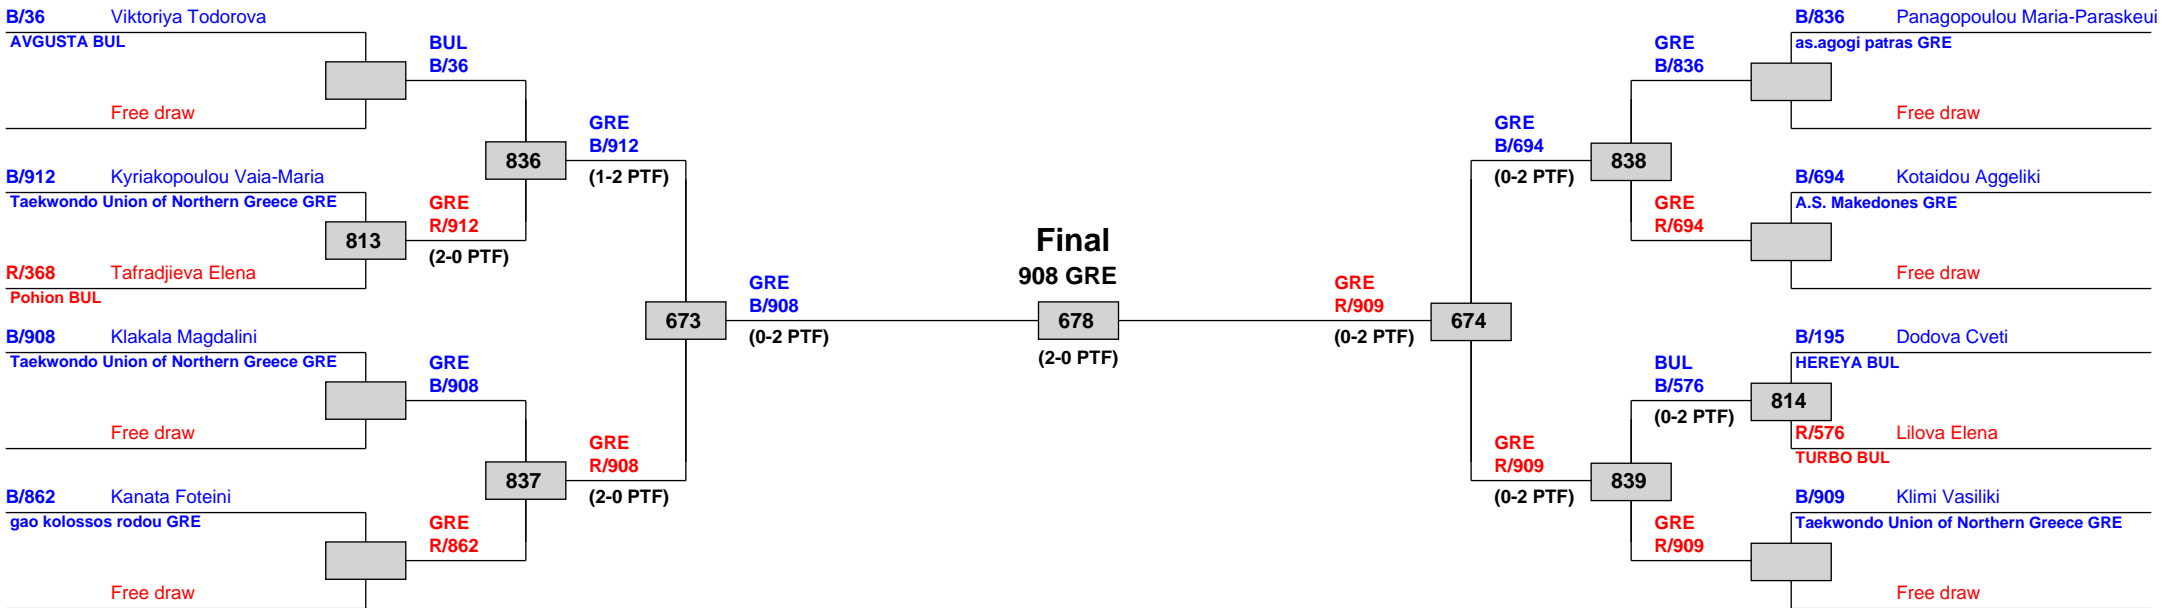 B/36 Viktoriya Todorova
AVGUSTA BUL
Free draw
B/912 Kyriakopoulou Vaia-Maria
Taekwondo Union of Northern Greece GRE
813
R/368 Tafradjieva Elena
Pohion BUL
B/908 Klakala Magdalini
Taekwondo Union of Northern Greece GRE
Free draw
B/862 Kanata Foteini
gao kolossos rodou GRE
Free draw
BUL
B/36
836
GRE
R/912
(2-0 PTF)
GRE
B/908
837
GRE
R/862
GRE
B/912
(1-2 PTF)
673
GRE
R/908
(2-0 PTF)
GRE
B/908
(0-2 PTF)
Final
908 GRE
678
(2-0 PTF)
GRE
R/909
(0-2 PTF)
674
GRE
B/694
(0-2 PTF)
GRE
R/909
(0-2 PTF)
GRE
B/836
838
GRE
R/694
BUL
B/576
(0-2 PTF)
839
GRE
R/909
B/836 Panagopoulou Maria-Paraskeui
as.agogi patras GRE
Free draw
B/694 Kotaidou Aggeliki
A.S. Makedones GRE
Free draw
B/195 Dodova Cveti
HEREYA BUL
814
R/576 Lilova Elena
TURBO BUL
B/909 Klimi Vasiliki
Taekwondo Union of Northern Greece GRE
Free draw